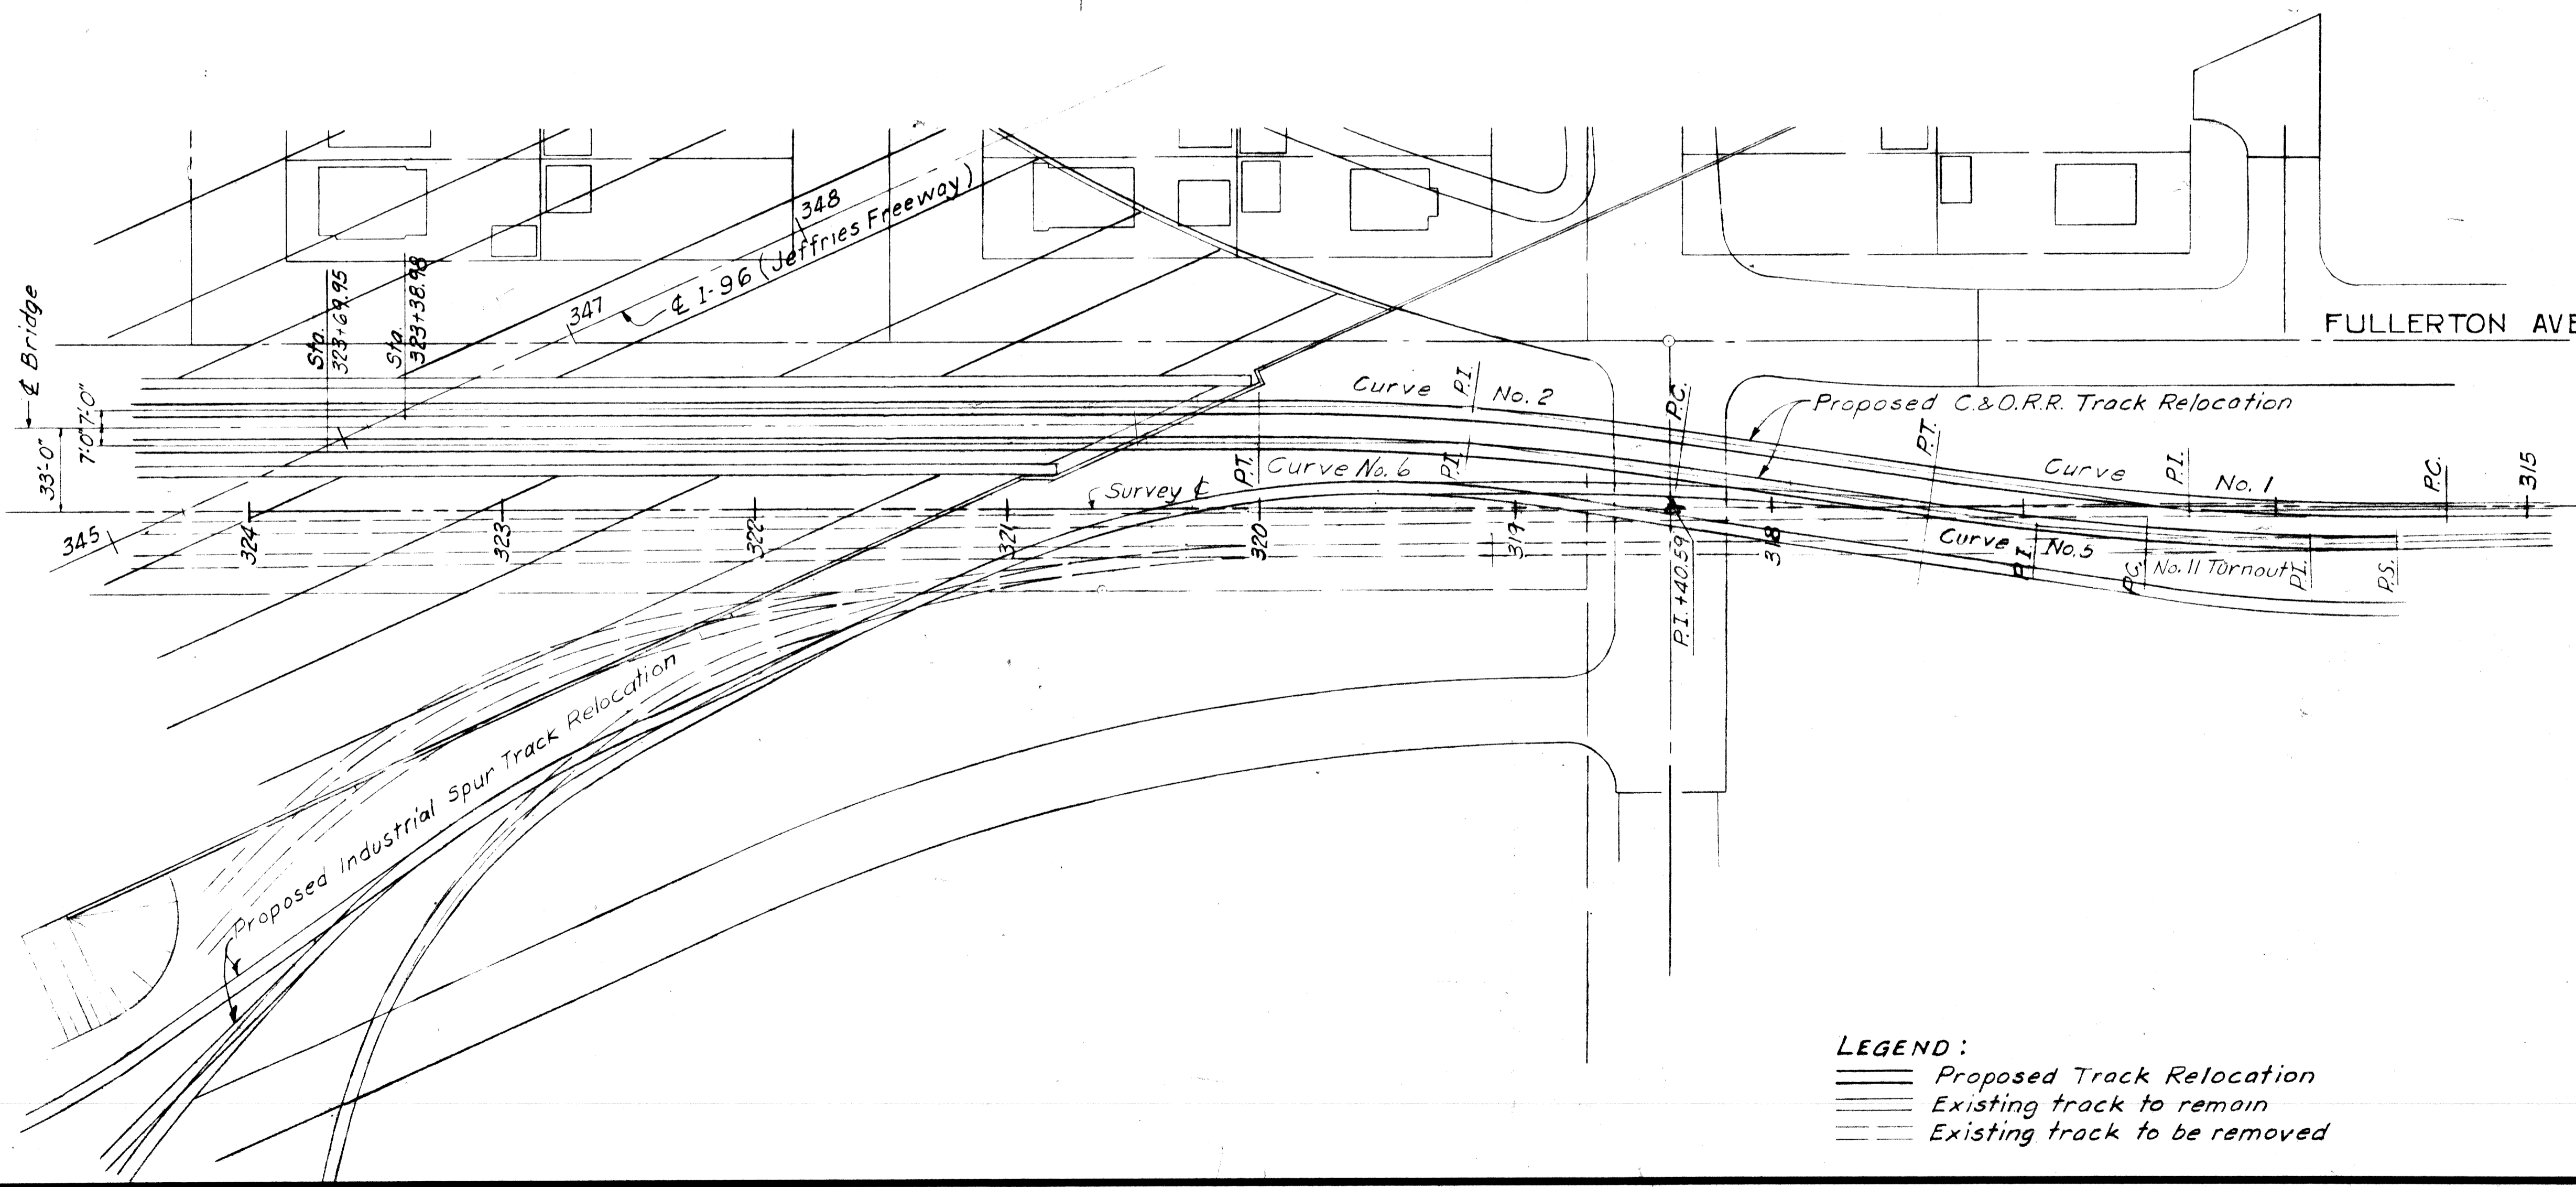 348
℄ I-96 (Jeffries Freeway)
347
345
℄ Bridge
Sta.
323+69.95
Sta.
323+38.98
7'-0" 7'-0"
33'-0"
FULLERTON AVE
Curve P.I. No. 2
P.C.
Proposed C.&O.R.R. Track Relocation
P.T.
P.T. Curve No. 6 P.I.
Curve P.I. No. 1
P.C.
315
Survey ℄
324
323
322
321
320
319
318
P.I. +40.59
Curve P.I. No. 5
P.C. No. 11 Turnout P.I.
P.S.
Proposed Industrial Spur Track Relocation
LEGEND:
Proposed Track Relocation
Existing track to remain
Existing track to be removed